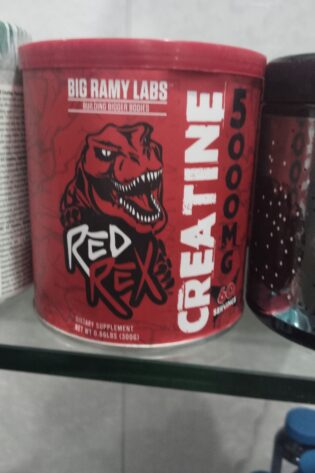 BIG RAMY LABS
BUILDING BIGGER BODIES
RED
REX
CREATINE
5000MG
60
SERVINGS
DIETARY SUPPLEMENT
NET WT 0.66LBS (300G)